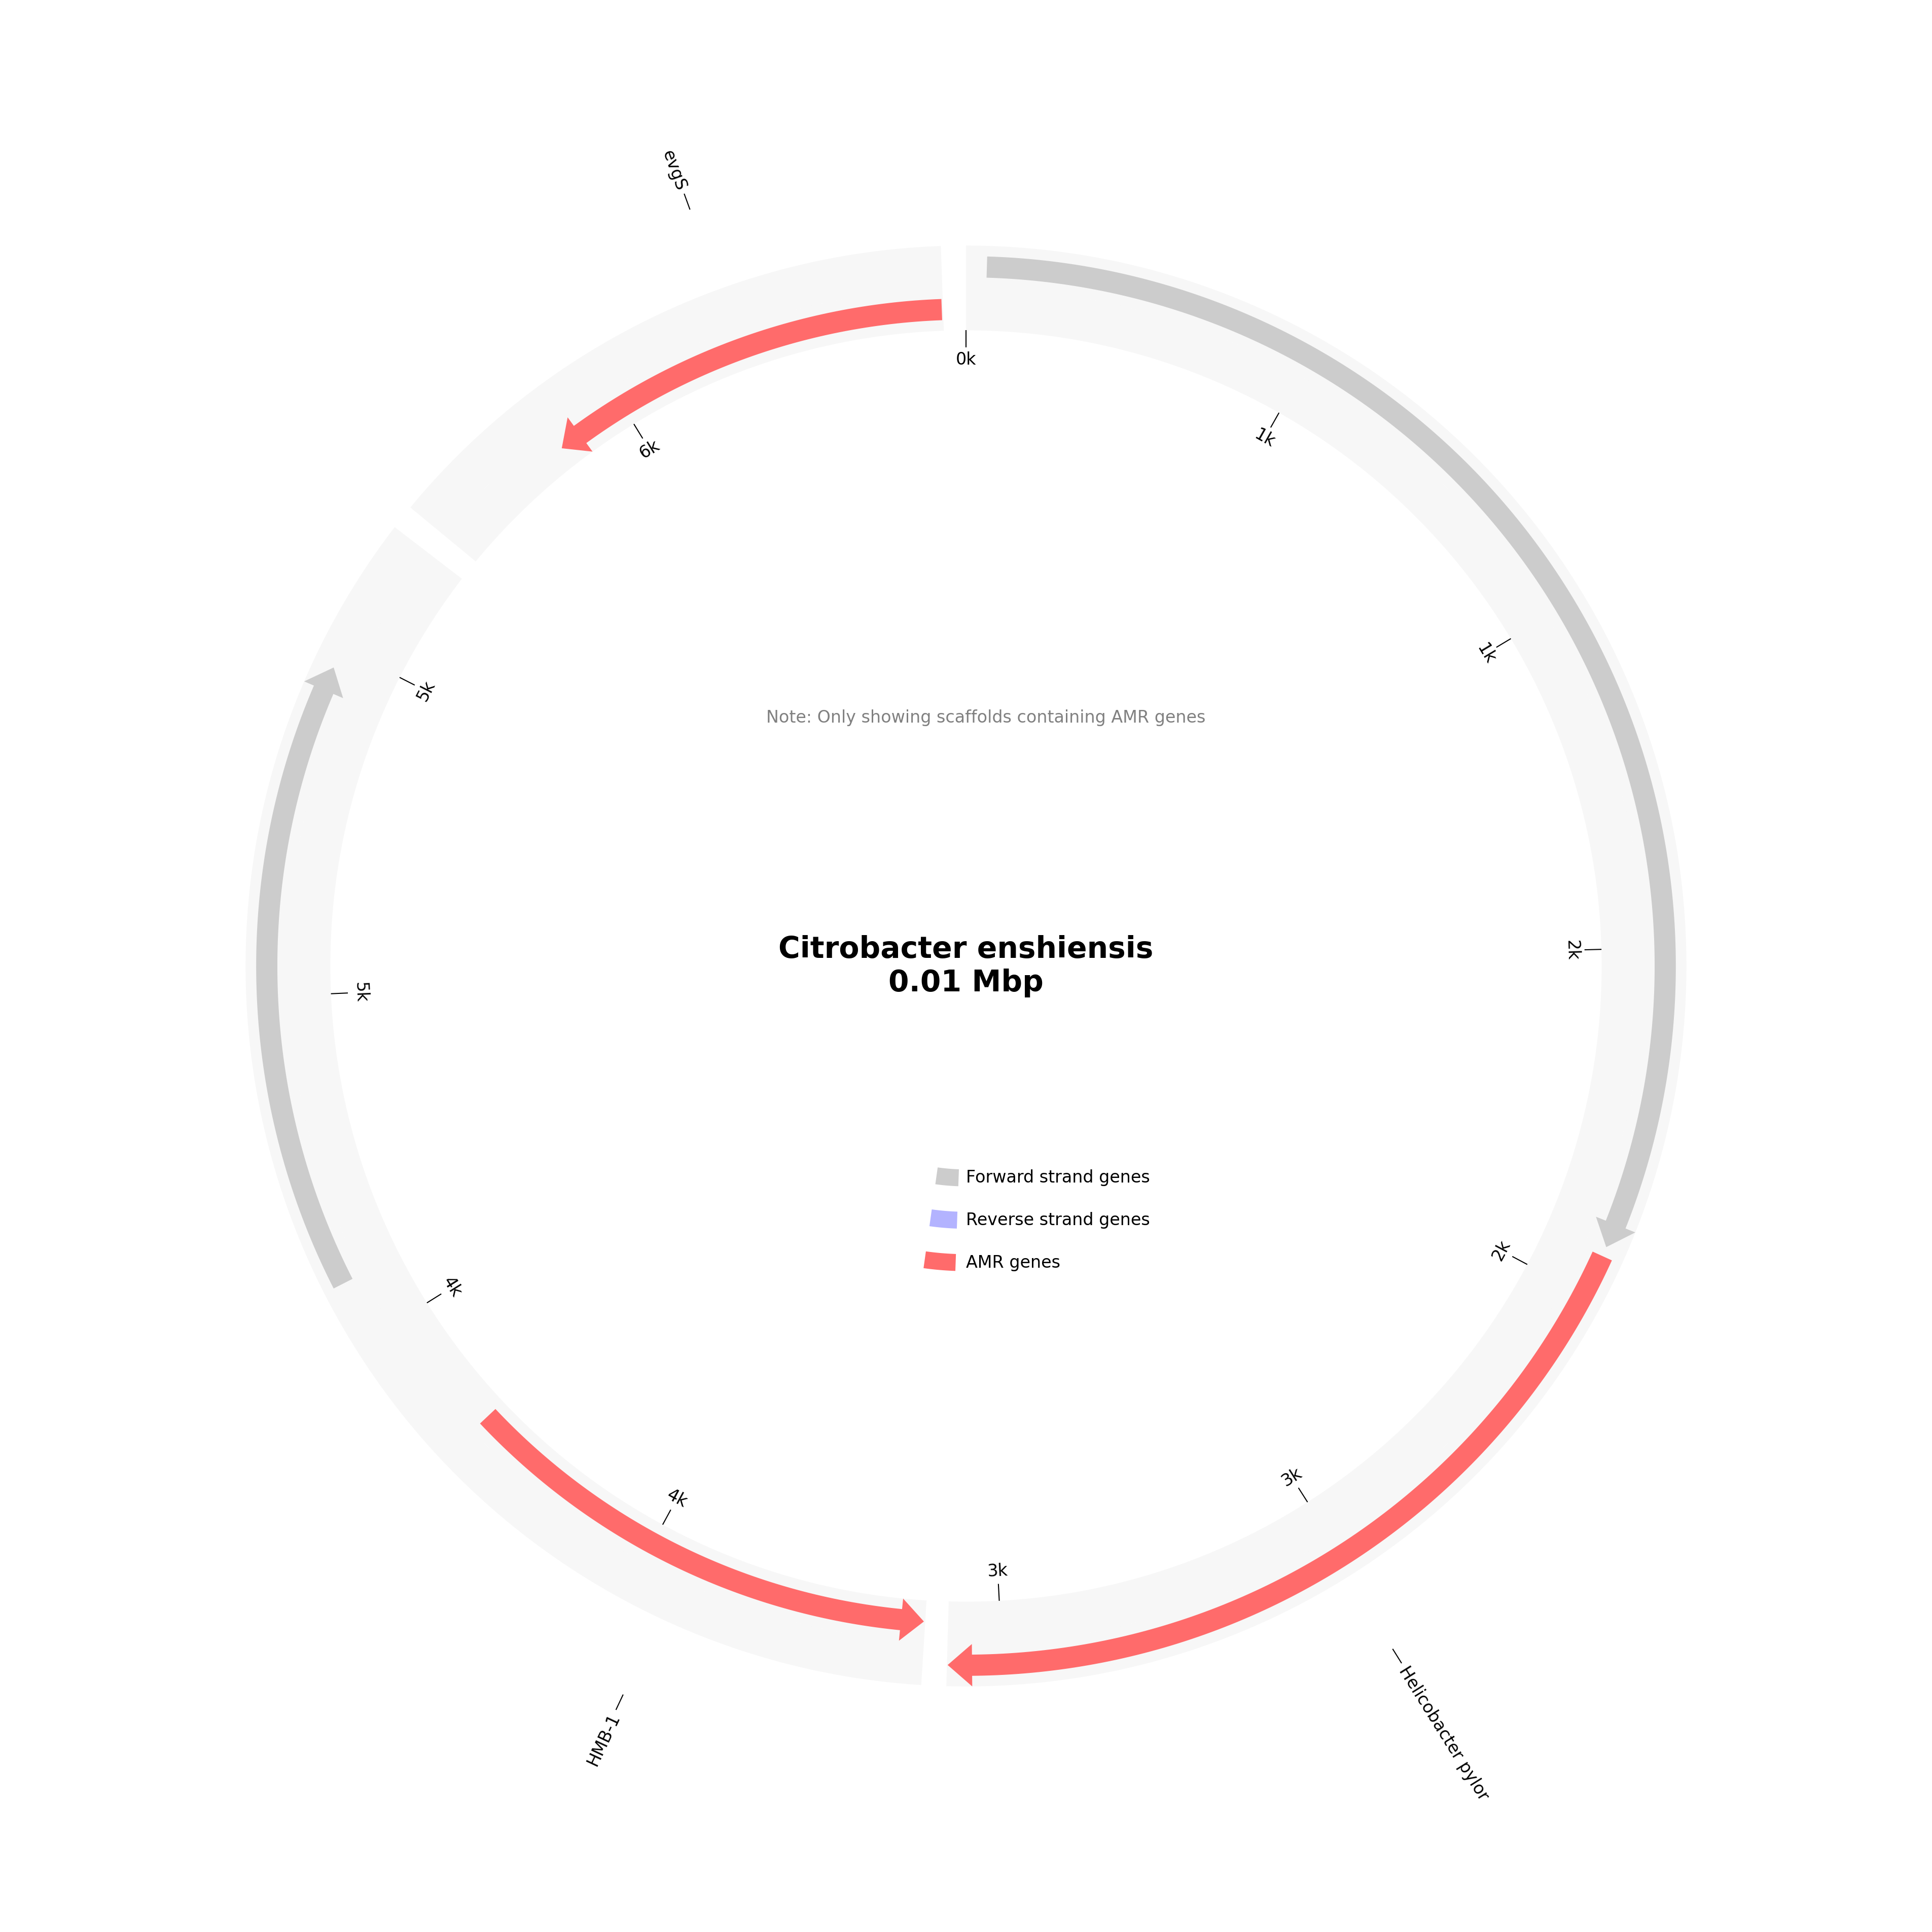 evgS
0k
1k
1k
2k
2k
3k
3k
4k
4k
5k
5k
6k
Note: Only showing scaffolds containing AMR genes
Citrobacter enshiensis
0.01 Mbp
Forward strand genes
Reverse strand genes
AMR genes
HMB-1
Helicobacter pylor